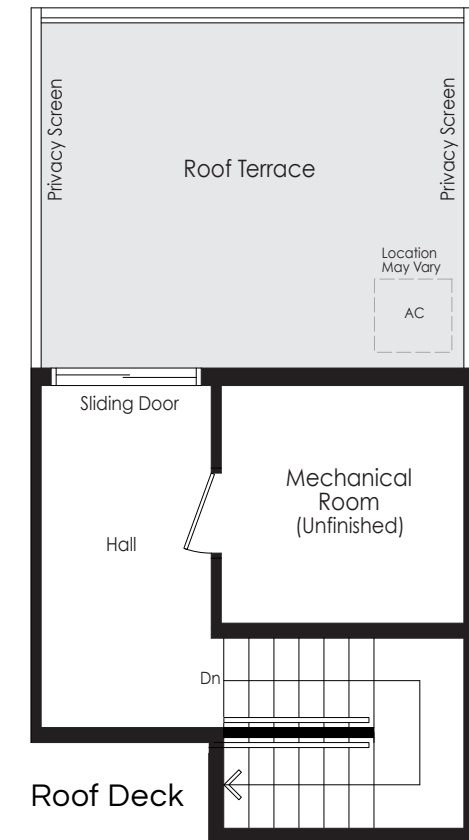 Privacy Screen
Privacy Screen
Roof Terrace
Location
May Vary
AC
Sliding Door
Mechanical
Room
(Unfinished)
Hall
Dn
Roof Deck